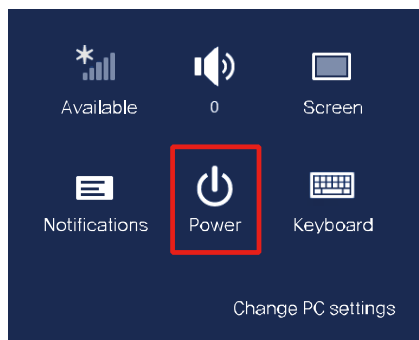 Available
0
Screen
Notifications
Power
Keyboard
Change PC settings